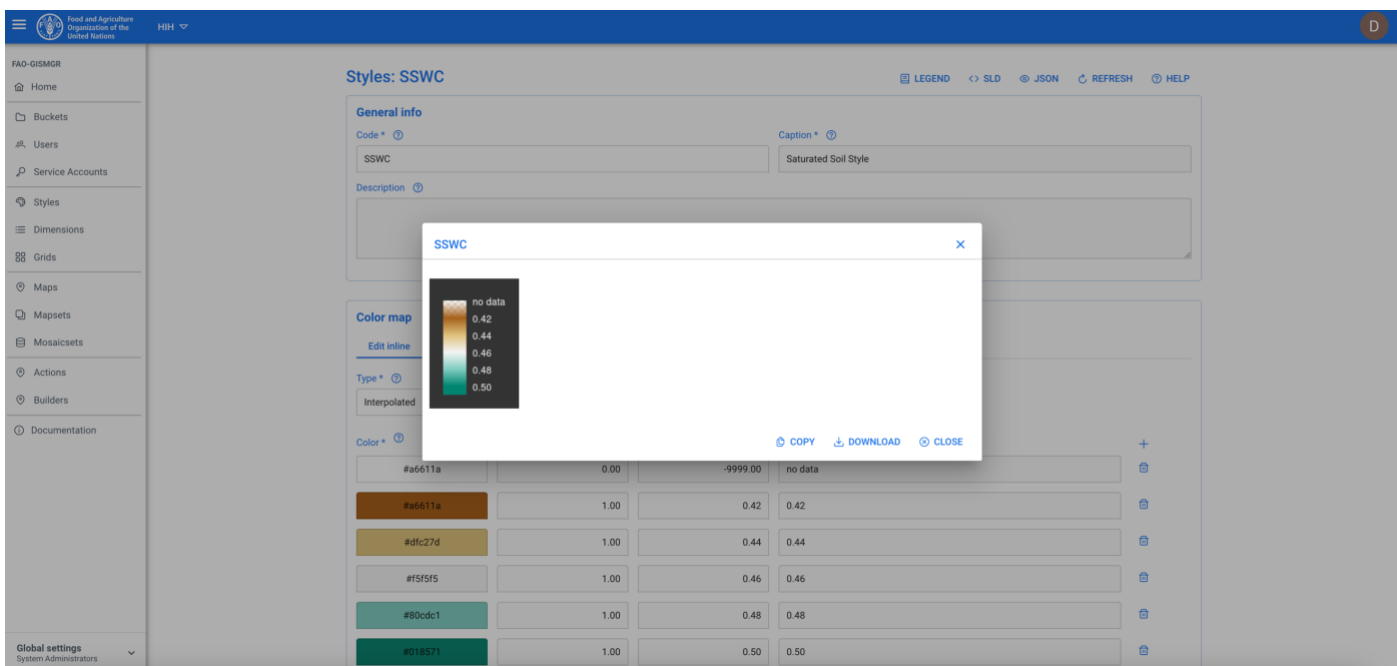 Food and Agriculture
Organization of the
United Nations
HIH
D
FAO-GISMGR
Home
Buckets
Users
Service Accounts
Styles
Dimensions
Grids
Maps
Mapsets
Mosaicsets
Actions
Builders
Documentation
Global settings
System Administrators
Styles: SSWC
LEGEND SLD JSON REFRESH HELP
General info
Code * Caption *
SSWC Saturated Soil Style
Description
SSWC
no data
0.42
0.44
0.46
0.48
0.50
COPY DOWNLOAD CLOSE
Color map
Edit inline
Type *
Interpolated
Color *
#a6611a 0.00 -9999.00 no data
#a6611a 1.00 0.42 0.42
#dfc27d 1.00 0.44 0.44
#f5f5f5 1.00 0.46 0.46
#80cdc1 1.00 0.48 0.48
#018571 1.00 0.50 0.50